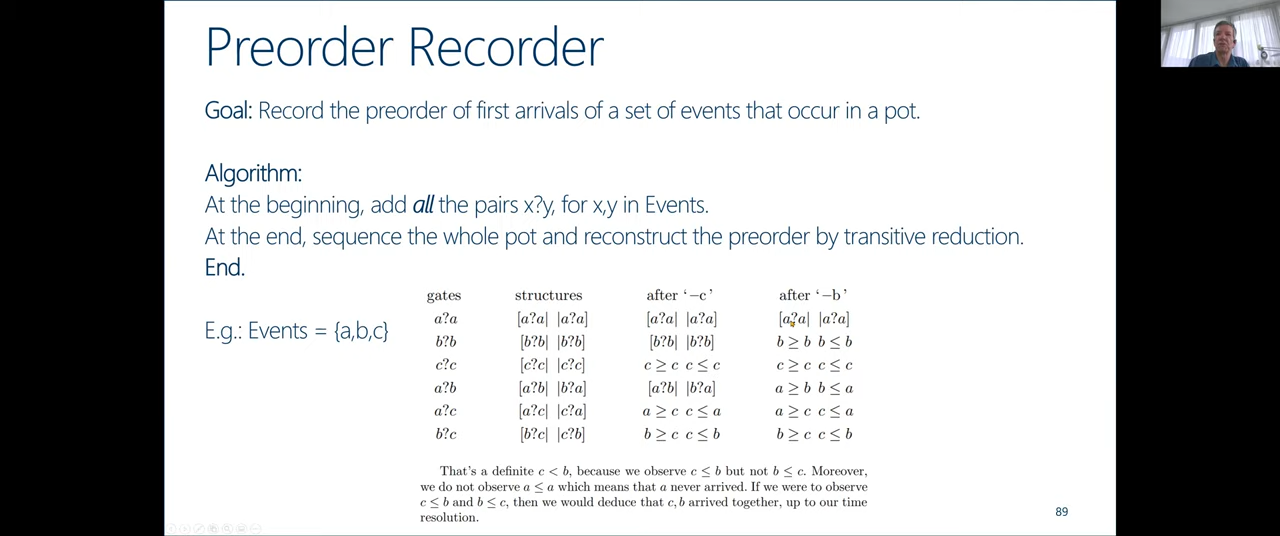 Preorder Recorder
Goal: Record the preorder of first arrivals of a set of events that occur in a pot.
Algorithm:
At the beginning, add all the pairs x?y, for x,y in Events.
At the end, sequence the whole pot and reconstruct the preorder by transitive reduction.
End.
E.g.: Events = {a,b,c}
gates structures after ‘−c’ after ‘−b’
a?a [a?a| |a?a] [a?a| |a?a] [a?a| |a?a]
b?b [b?b| |b?b] [b?b| |b?b] b ≥ b b ≤ b
c?c [c?c| |c?c] c ≥ c c ≤ c c ≥ c c ≤ c
a?b [a?b| |b?a] [a?b| |b?a] a ≥ b b ≤ a
a?c [a?c| |c?a] a ≥ c c ≤ a a ≥ c c ≤ a
b?c [b?c| |c?b] b ≥ c c ≤ b b ≥ c c ≤ b
That's a definite c < b, because we observe c ≤ b but not b ≤ c. Moreover,
we do not observe a ≤ a which means that a never arrived. If we were to observe
c ≤ b and b ≤ c, then we would deduce that c, b arrived together, up to our time
resolution.
89